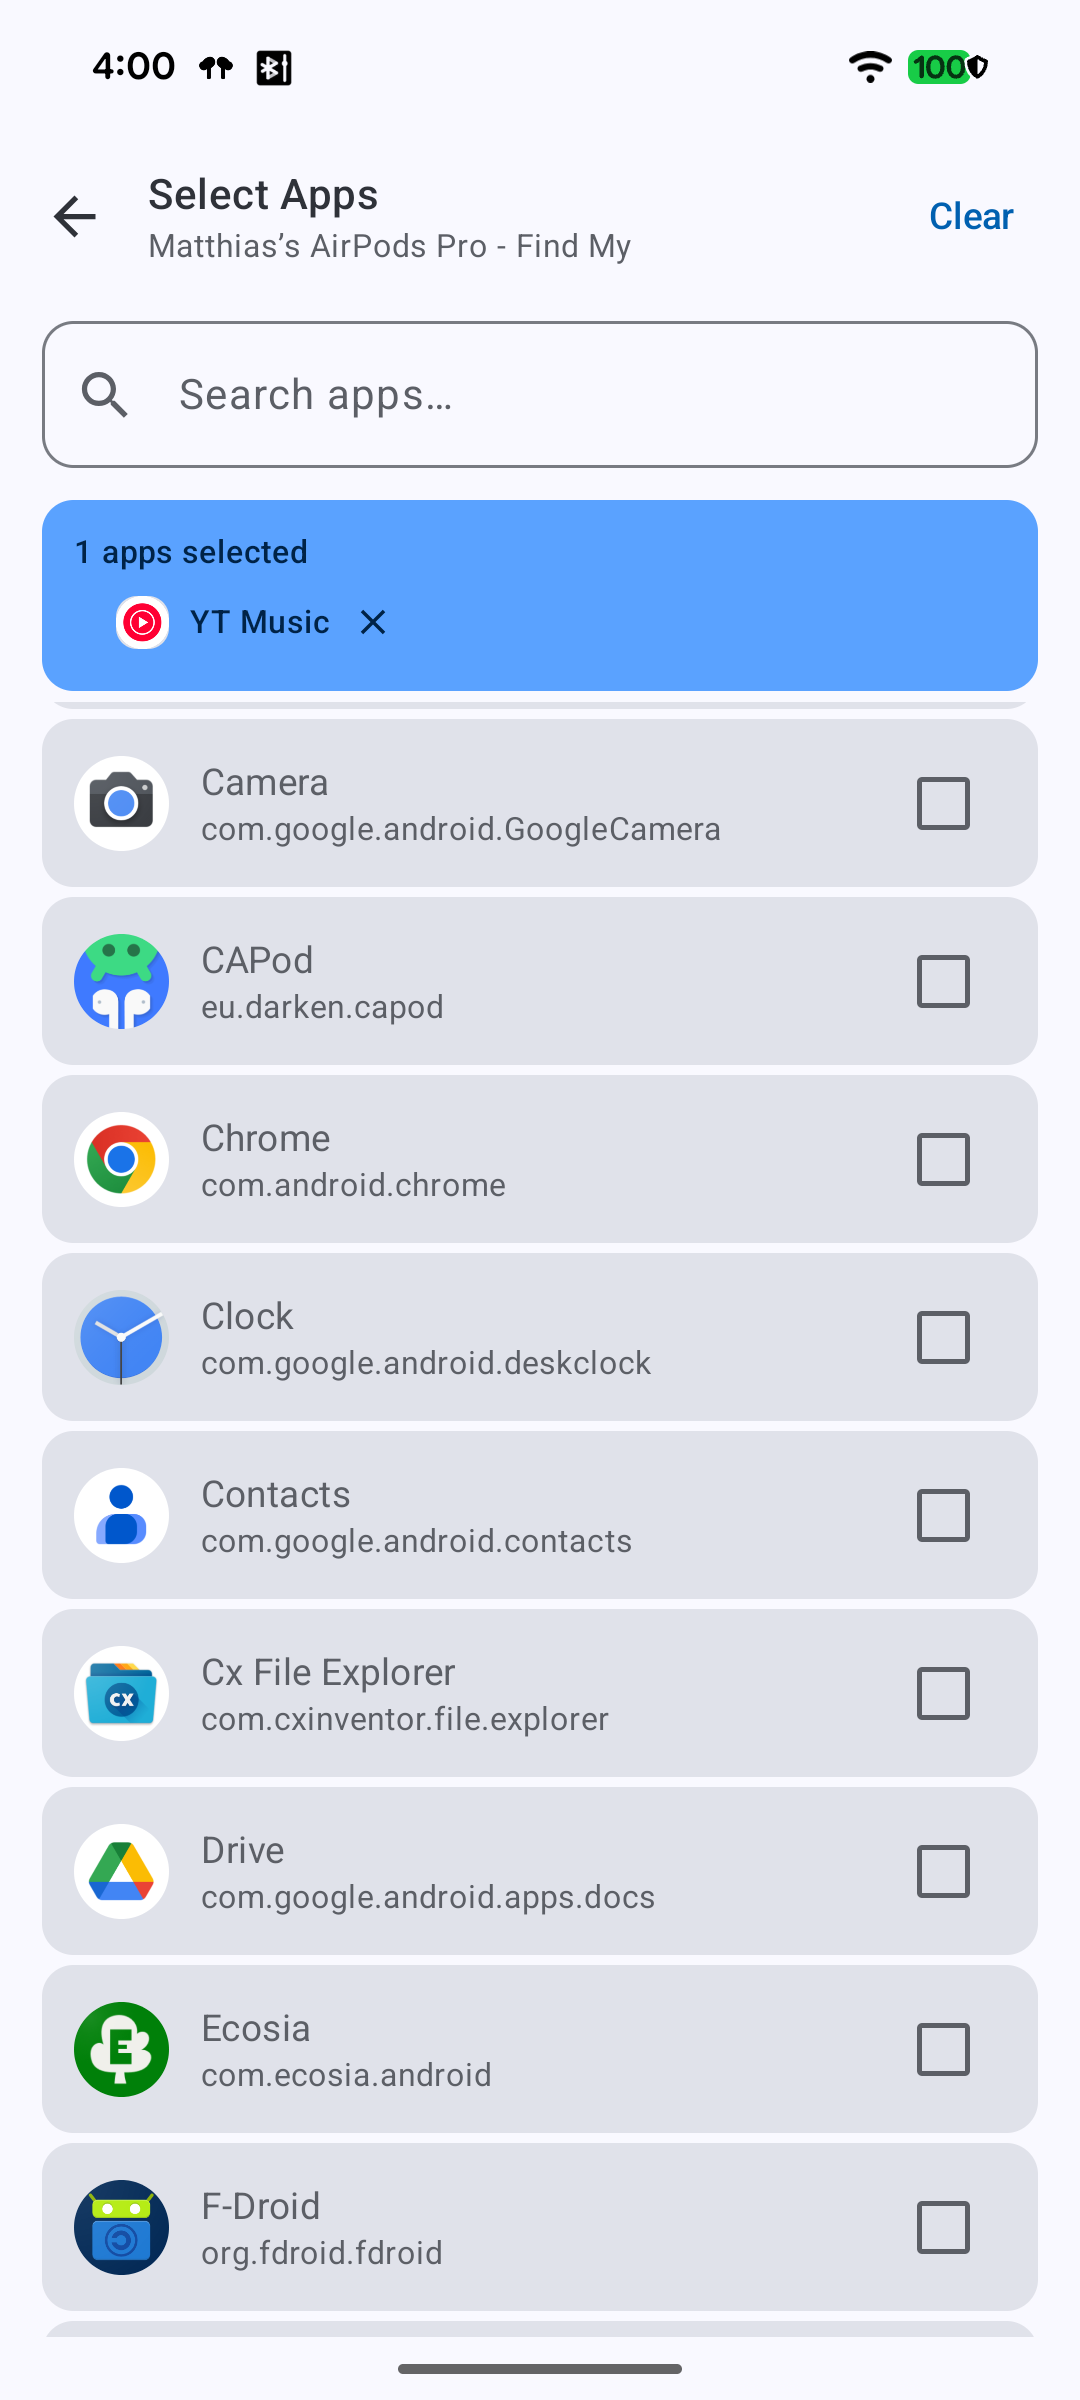 4:00
100
Select Apps
Matthias’s AirPods Pro - Find My
Clear
Search apps…
1 apps selected
YT Music
Camera
com.google.android.GoogleCamera
CAPod
eu.darken.capod
Chrome
com.android.chrome
Clock
com.google.android.deskclock
Contacts
com.google.android.contacts
CX
Cx File Explorer
com.cxinventor.file.explorer
Drive
com.google.android.apps.docs
E
Ecosia
com.ecosia.android
F-Droid
org.fdroid.fdroid